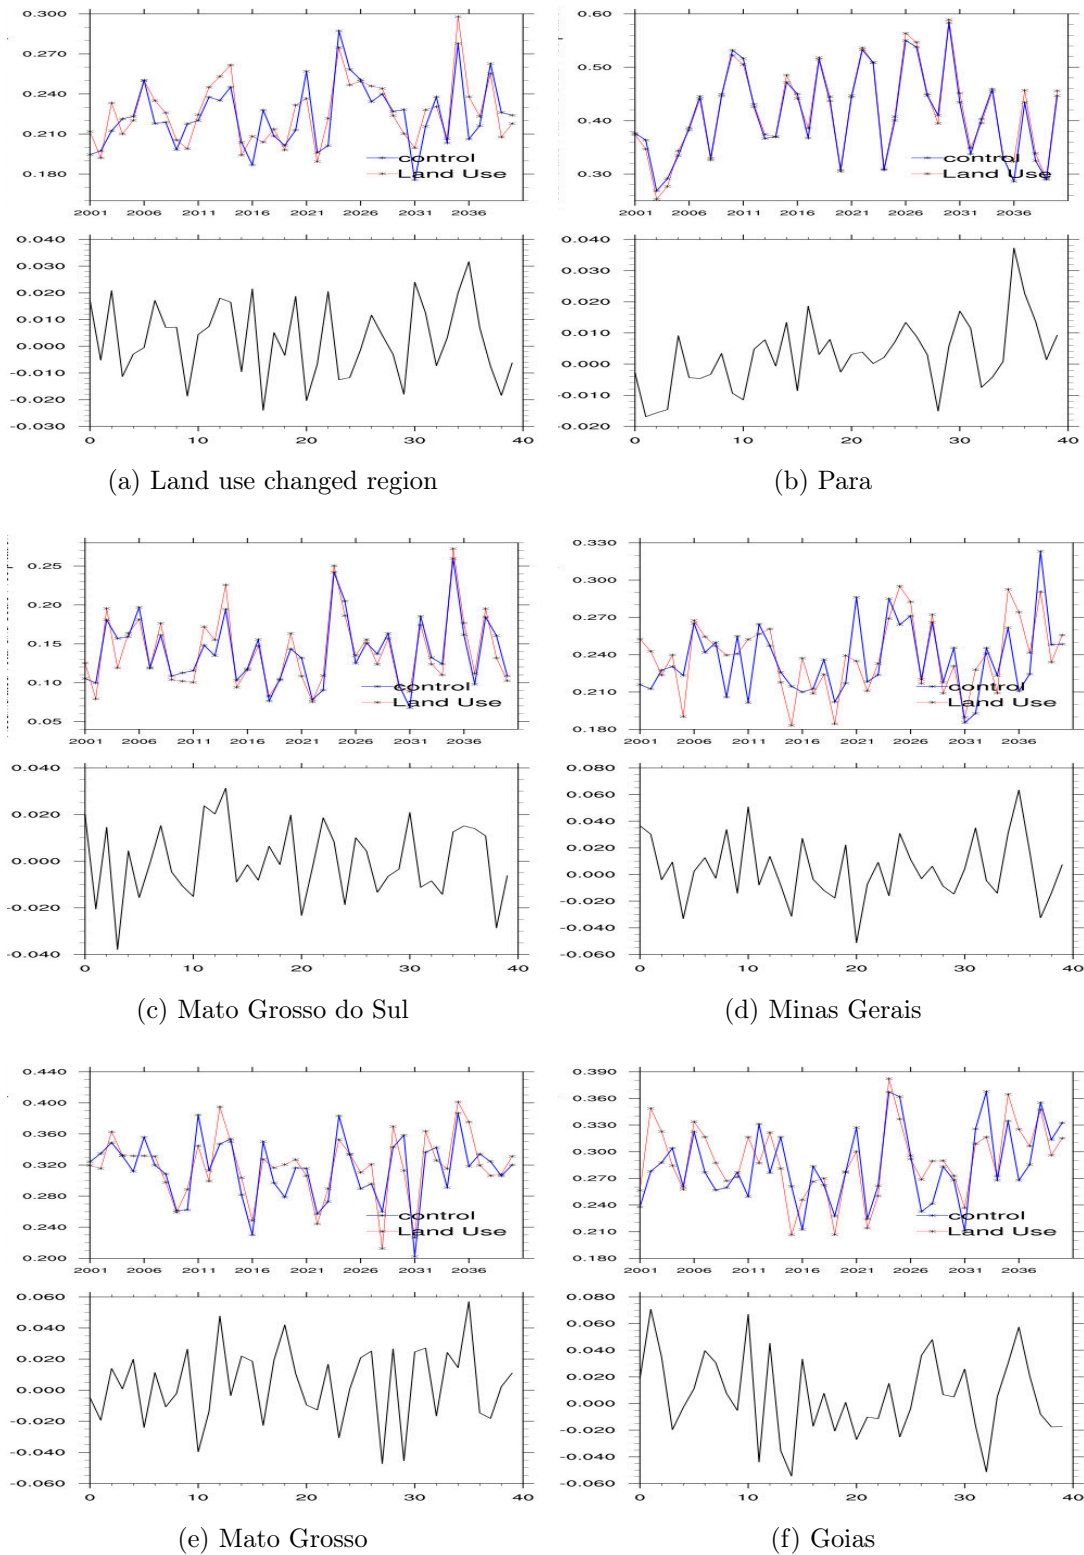 0.300
0.270
0.240
0.210
0.180
control
Land Use
2001 2006 2011 2016 2021 2026 2031 2036
0.040
0.030
0.020
0.010
0.000
-0.010
-0.020
-0.030
0 10 20 30 40
(a) Land use changed region
0.60
0.50
0.40
0.30
control
Land Use
2001 2006 2011 2016 2021 2026 2031 2036
0.040
0.030
0.020
0.010
0.000
-0.010
-0.020
0 10 20 30 40
(b) Para
0.25
0.20
0.15
0.10
0.05
control
Land Use
2001 2006 2011 2016 2021 2026 2031 2036
0.040
0.020
0.000
-0.020
-0.040
0 10 20 30 40
(c) Mato Grosso do Sul
0.330
0.300
0.270
0.240
0.210
0.180
control
Land Use
2001 2006 2011 2016 2021 2026 2031 2036
0.080
0.060
0.040
0.020
0.000
-0.020
-0.040
-0.060
0 10 20 30 40
(d) Minas Gerais
0.440
0.400
0.360
0.320
0.280
0.240
0.200
control
Land Use
2001 2006 2011 2016 2021 2026 2031 2036
0.060
0.040
0.020
0.000
-0.020
-0.040
-0.060
0 10 20 30 40
(e) Mato Grosso
0.390
0.360
0.330
0.300
0.270
0.240
0.210
0.180
control
Land Use
2001 2006 2011 2016 2021 2026 2031 2036
0.080
0.060
0.040
0.020
0.000
-0.020
-0.040
-0.060
0 10 20 30 40
(f) Goias